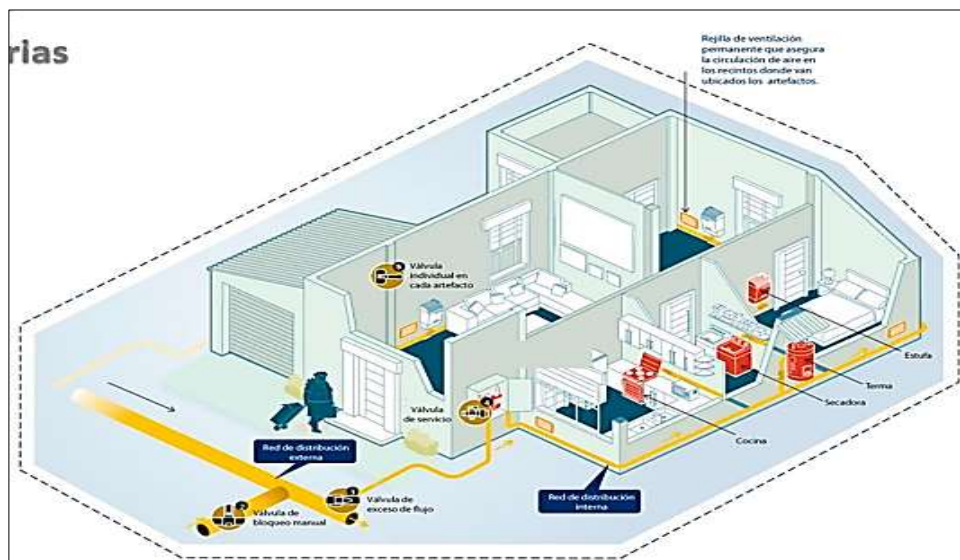 rias
Rejilla de ventilación
permanente que asegura
la circulación de aire en
los recintos donde van
ubicados los artefactos.
Válvula
individual en
cada artefacto
Estufa
Terma
Secadora
Válvula
de servicio
Cocina
Red de distribución
externa
Red de distribución
interna
1
Válvula de
exceso de flujo
2
Válvula de
bloqueo manual